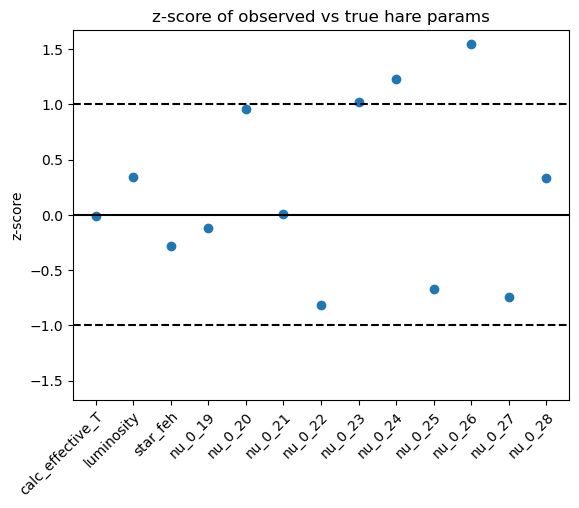 z-score of observed vs true hare params
1.5
1.0
0.5
0.0
−0.5
−1.0
−1.5
z-score
calc_effective_T
luminosity
star_feh
nu_0_19
nu_0_20
nu_0_21
nu_0_22
nu_0_23
nu_0_24
nu_0_25
nu_0_26
nu_0_27
nu_0_28